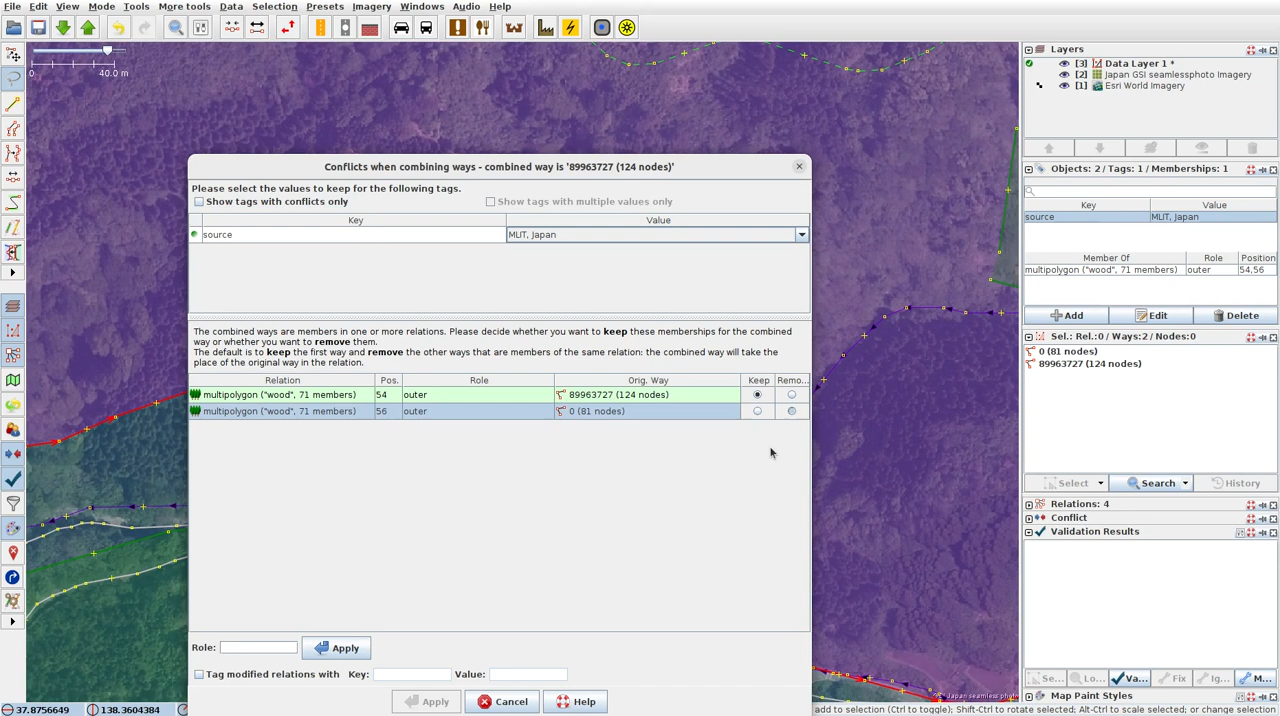 File Edit View Mode Tools More tools Data Selection Presets Imagery Windows Audio Help
0 40.0 m
Layers
[3] Data Layer 1 *
[2] Japan GSI seamlessphoto Imagery
[1] Esri World Imagery
Objects: 2 / Tags: 1 / Memberships: 1
Key Value
source MLIT, Japan
Member Of Role Position
multipolygon ("wood", 71 members) outer 54,56
Add Edit Delete
Sel.: Rel.:0 / Ways:2 / Nodes:0
0 (81 nodes)
89963727 (124 nodes)
Select Search History
Relations: 4
Conflict
Validation Results
Se... Lo... Va... Fix Ig... M...
Map Paint Styles
Conflicts when combining ways - combined way is '89963727 (124 nodes)'
Please select the values to keep for the following tags.
Show tags with conflicts only Show tags with multiple values only
Key Value
source MLIT, Japan
The combined ways are members in one or more relations. Please decide whether you want to keep these memberships for the combined
way or whether you want to remove them.
The default is to keep the first way and remove the other ways that are members of the same relation: the combined way will take the
place of the original way in the relation.
Relation Pos. Role Orig. Way Keep Remo...
multipolygon ("wood", 71 members) 54 outer 89963727 (124 nodes)
multipolygon ("wood", 71 members) 56 outer 0 (81 nodes)
Role: Apply
Tag modified relations with Key: Value:
Apply Cancel Help
Japan seamless photo
37.8756649 138.3604384 add to selection (Ctrl to toggle); Shift-Ctrl to rotate selected; Alt-Ctrl to scale selected; or change selection